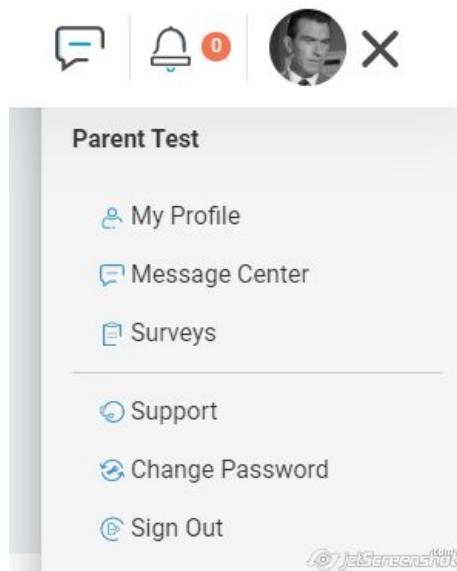 0
Parent Test
My Profile
Message Center
Surveys
Support
Change Password
Sign Out
jetScreenshot